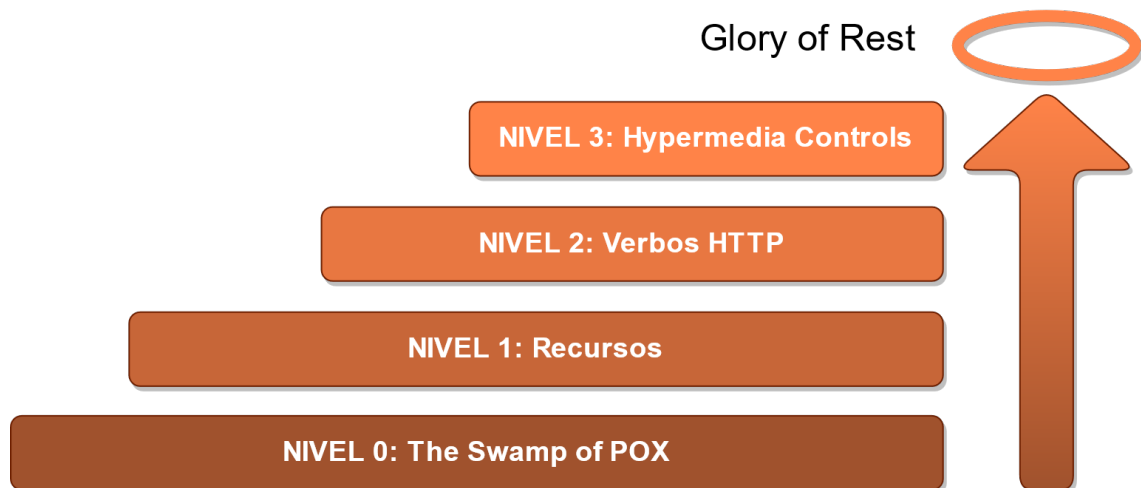 Glory of Rest
NIVEL 3: Hypermedia Controls
NIVEL 2: Verbos HTTP
NIVEL 1: Recursos
NIVEL 0: The Swamp of POX